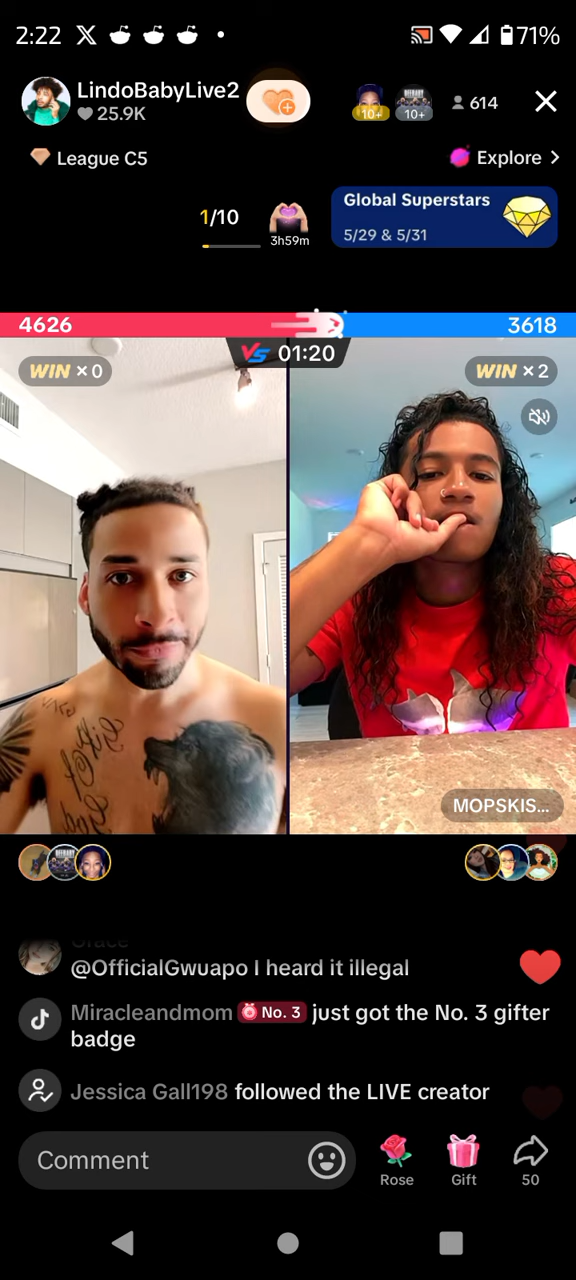 2:22 71%
LindoBabyLive2
25.9K
10+ 10+ 614
League C5
Explore >
1/10
3h59m
Global Superstars
5/29 & 5/31
4626 3618
VS 01:20
WIN × 0
WIN × 2
MOPSKIS...
Grace
@OfficialGwuapo I heard it illegal
Miracleandmom No. 3 just got the No. 3 gifter
badge
Jessica Gall198 followed the LIVE creator
Comment
Rose Gift 50